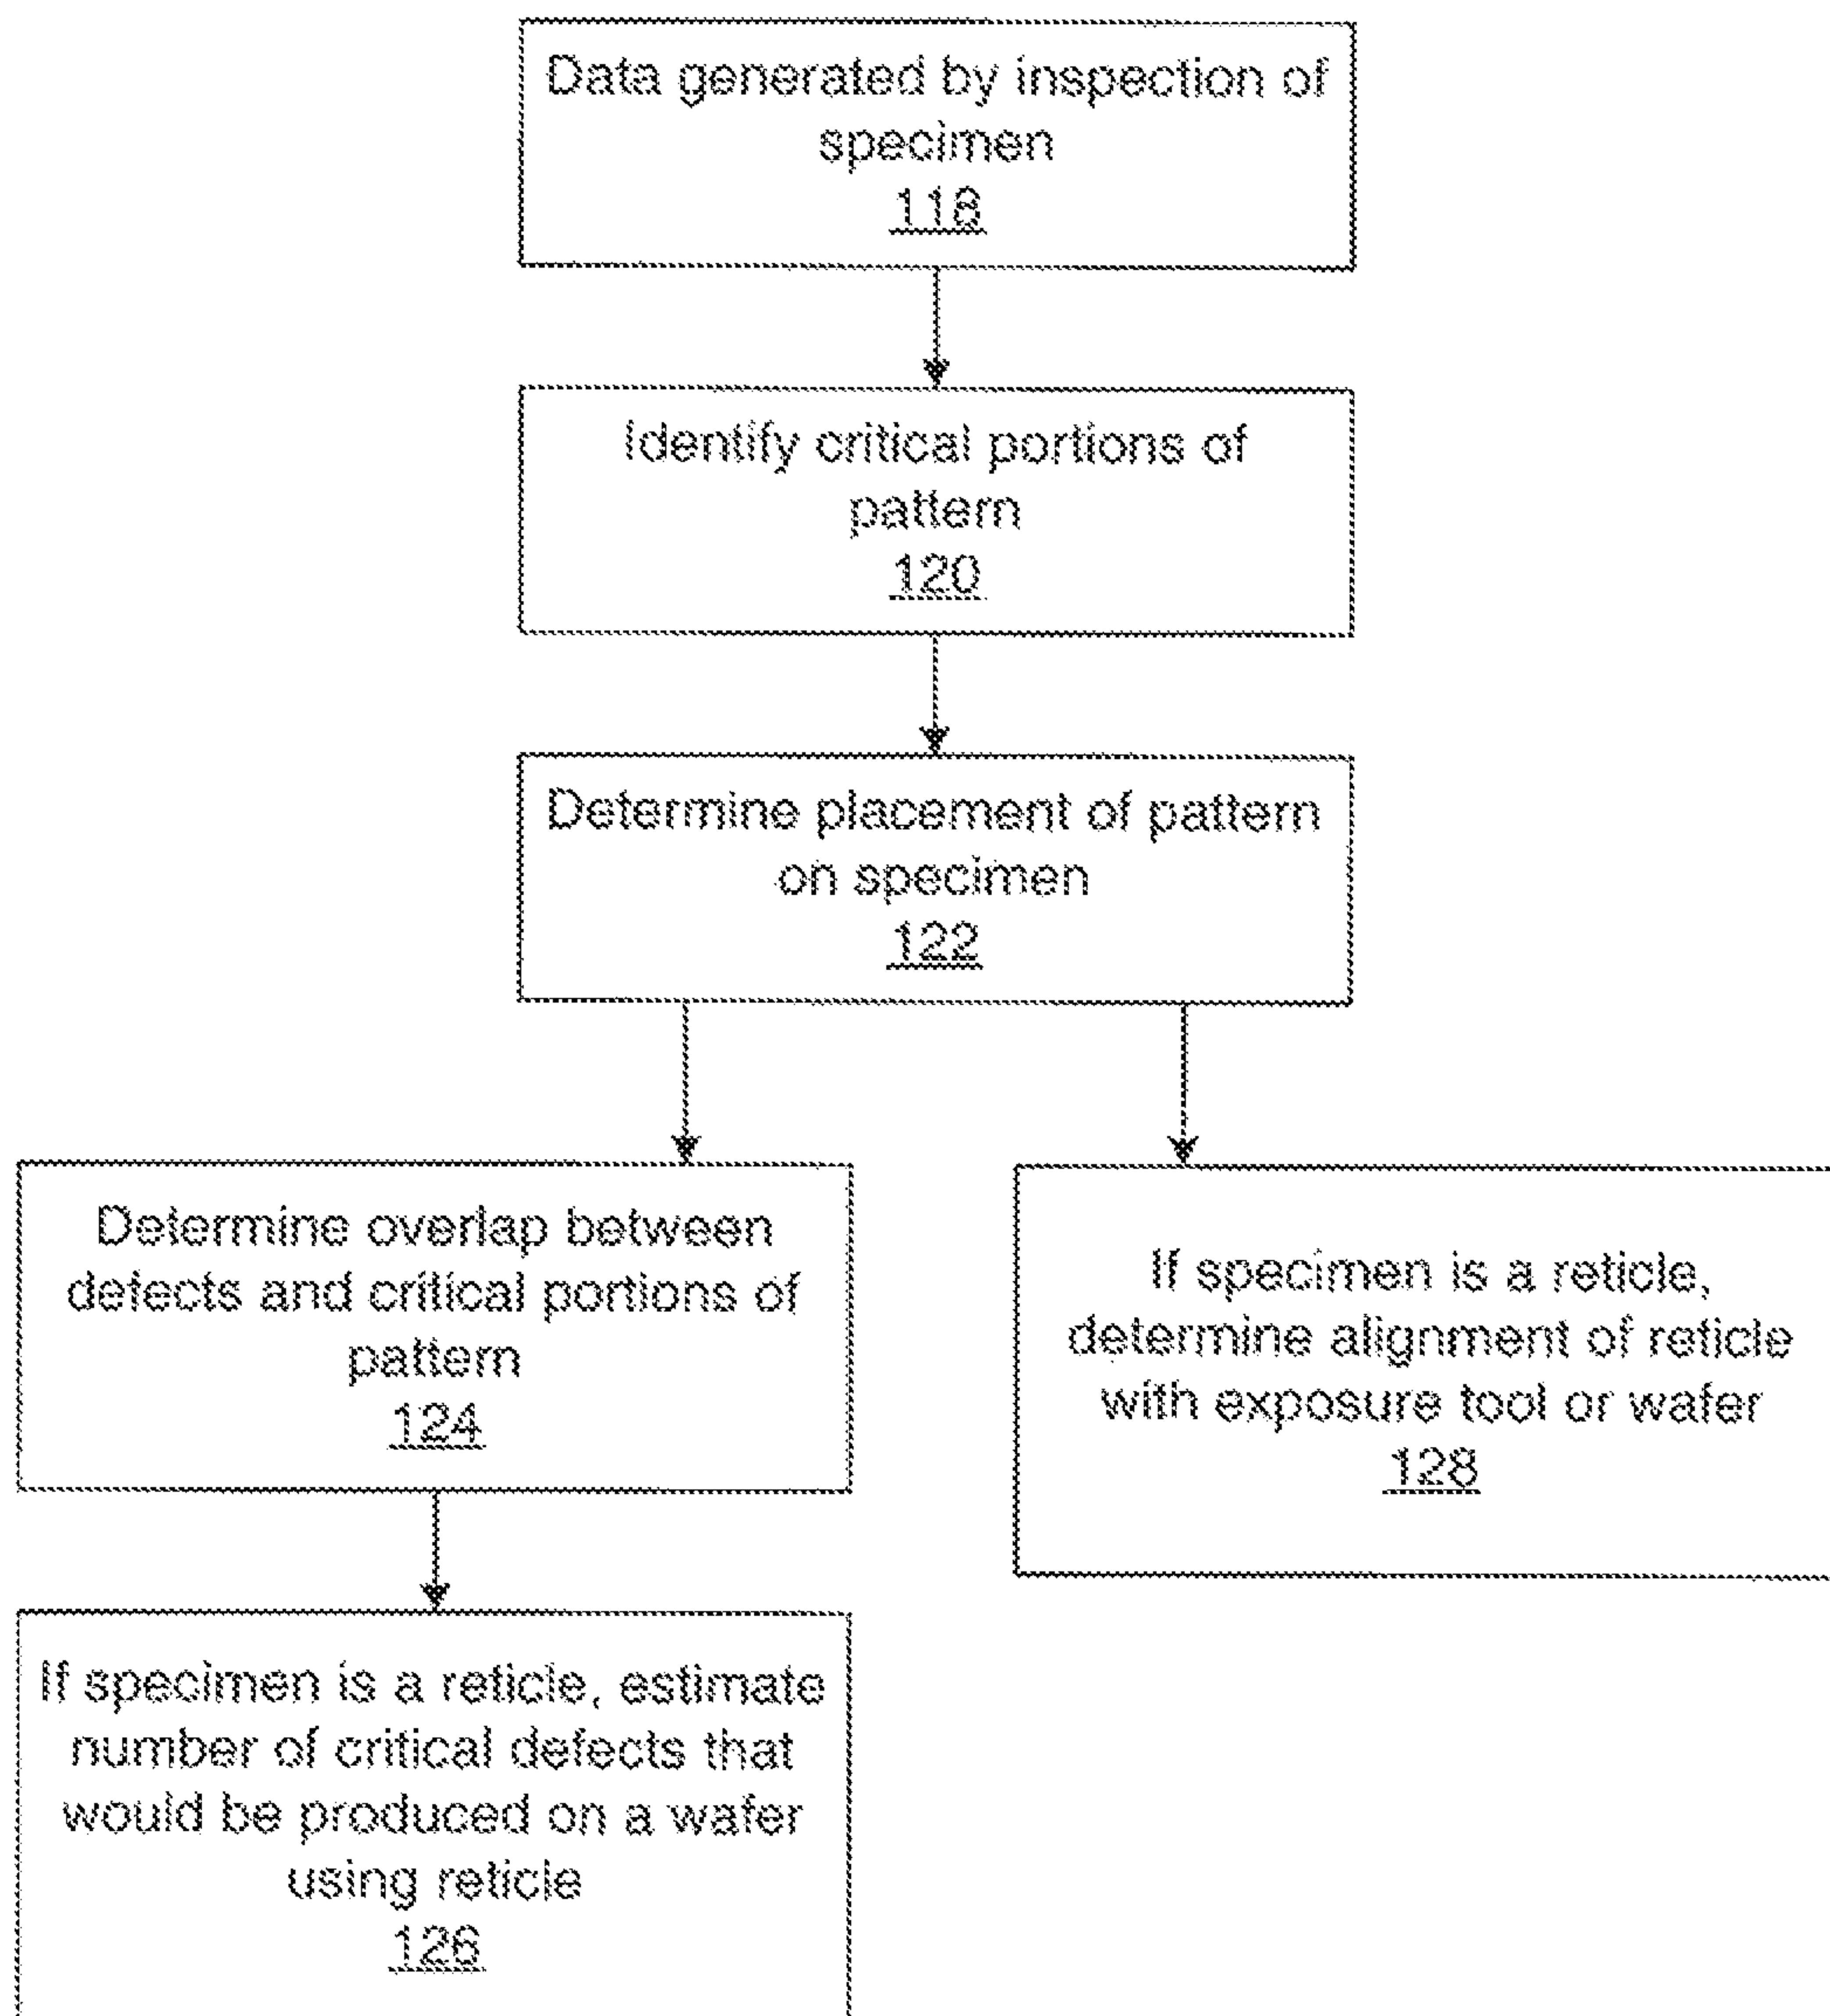 Data generated by inspection of
specimen
118
Identify critical portions of
pattern
120
Determine placement of pattern
on specimen
122
Determine overlap between
defects and critical portions of
pattern
124
If specimen is a reticle,
determine alignment of reticle
with exposure tool or wafer
128
If specimen is a reticle, estimate
number of critical defects that
would be produced on a wafer
using reticle
126